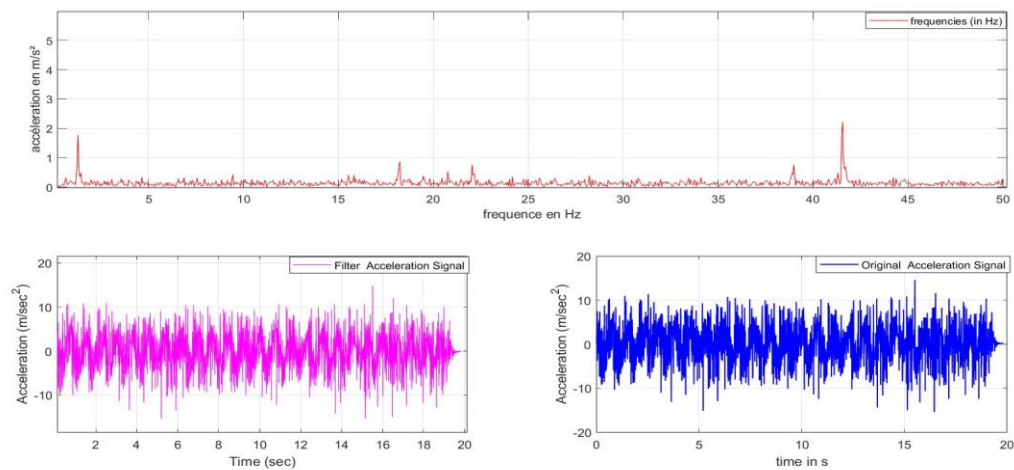 frequencies (in Hz)
accéleration en m/s²
6
5
4
3
2
1
0
5 10 15 20 25 30 35 40 45 50
frequence en Hz
Filter Acceleration Signal
Acceleration (m/sec²)
20
10
0
-10
2 4 6 8 10 12 14 16 18 20
Time (sec)
Original Acceleration Signal
Acceleration (m/sec²)
20
10
0
-10
-20
0 5 10 15 20
time in s